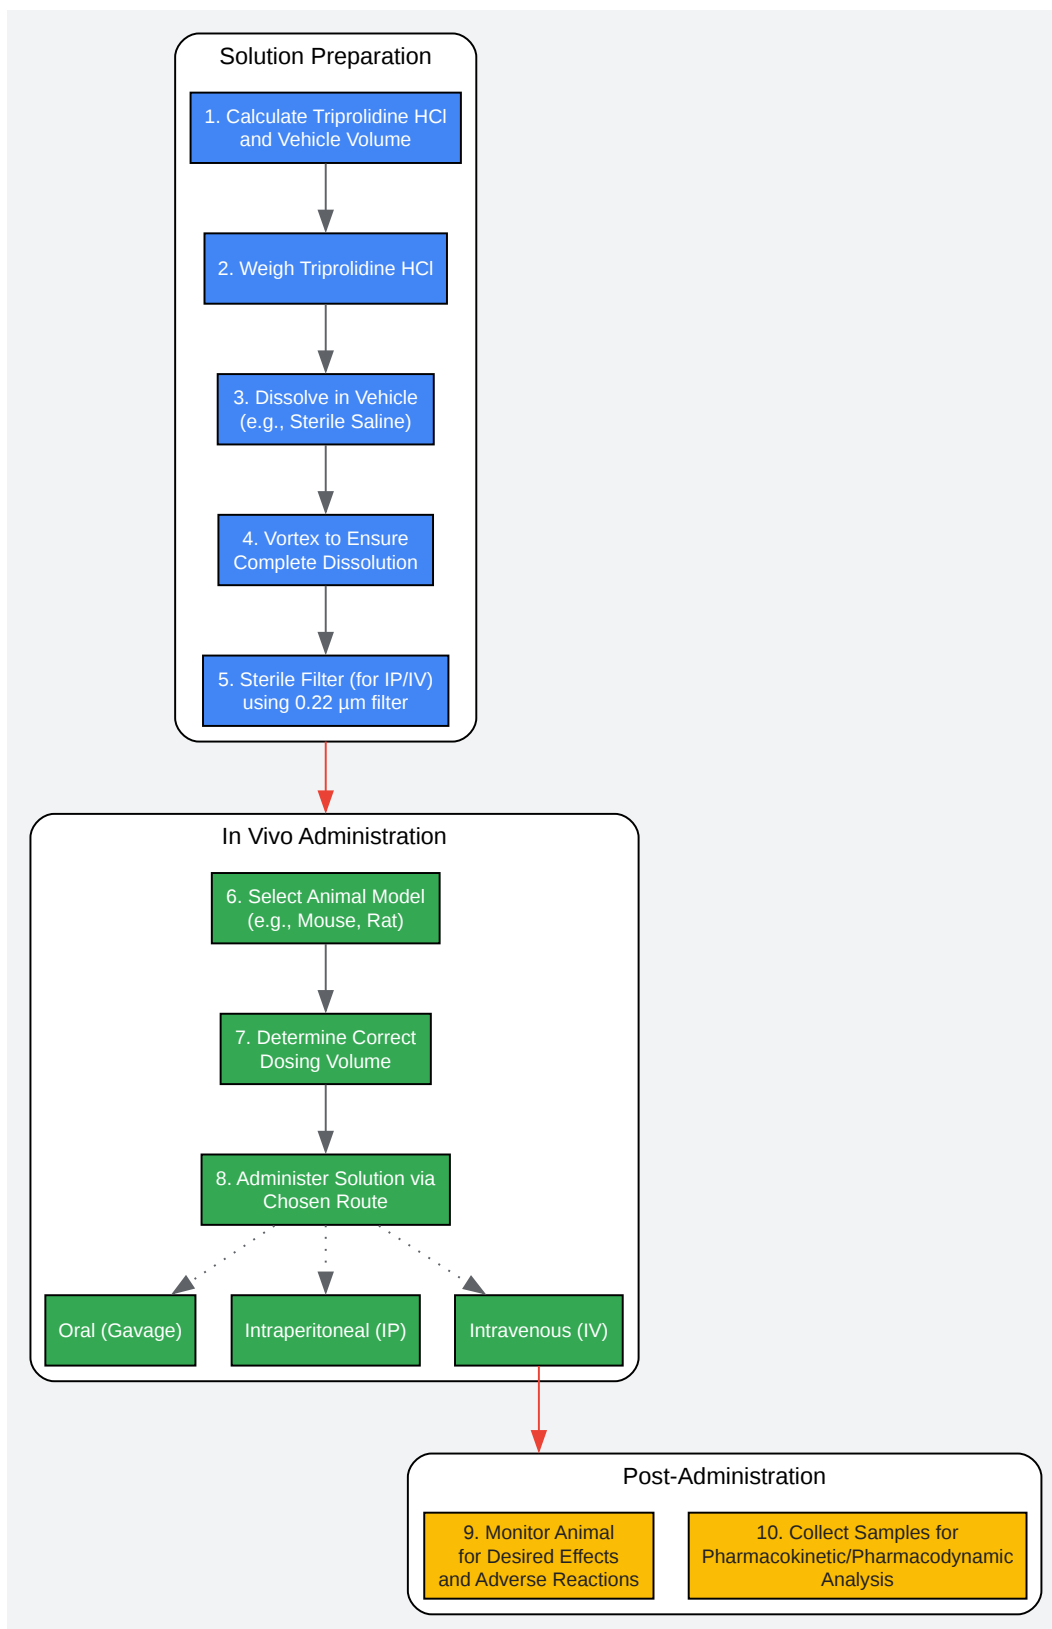 Solution Preparation
1. Calculate Triprolidine HCl
and Vehicle Volume
2. Weigh Triprolidine HCl
3. Dissolve in Vehicle
(e.g., Sterile Saline)
4. Vortex to Ensure
Complete Dissolution
5. Sterile Filter (for IP/IV)
using 0.22 µm filter
In Vivo Administration
6. Select Animal Model
(e.g., Mouse, Rat)
7. Determine Correct
Dosing Volume
8. Administer Solution via
Chosen Route
Oral (Gavage)
Intraperitoneal (IP)
Intravenous (IV)
Post-Administration
9. Monitor Animal
for Desired Effects
and Adverse Reactions
10. Collect Samples for
Pharmacokinetic/Pharmacodynamic
Analysis